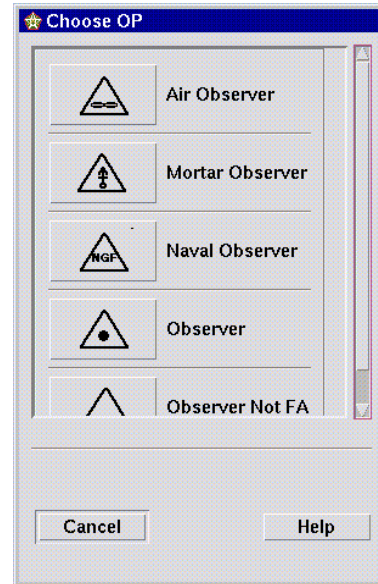 Choose OP
Air Observer
Mortar Observer
NGF
Naval Observer
Observer
Observer Not FA
Cancel
Help